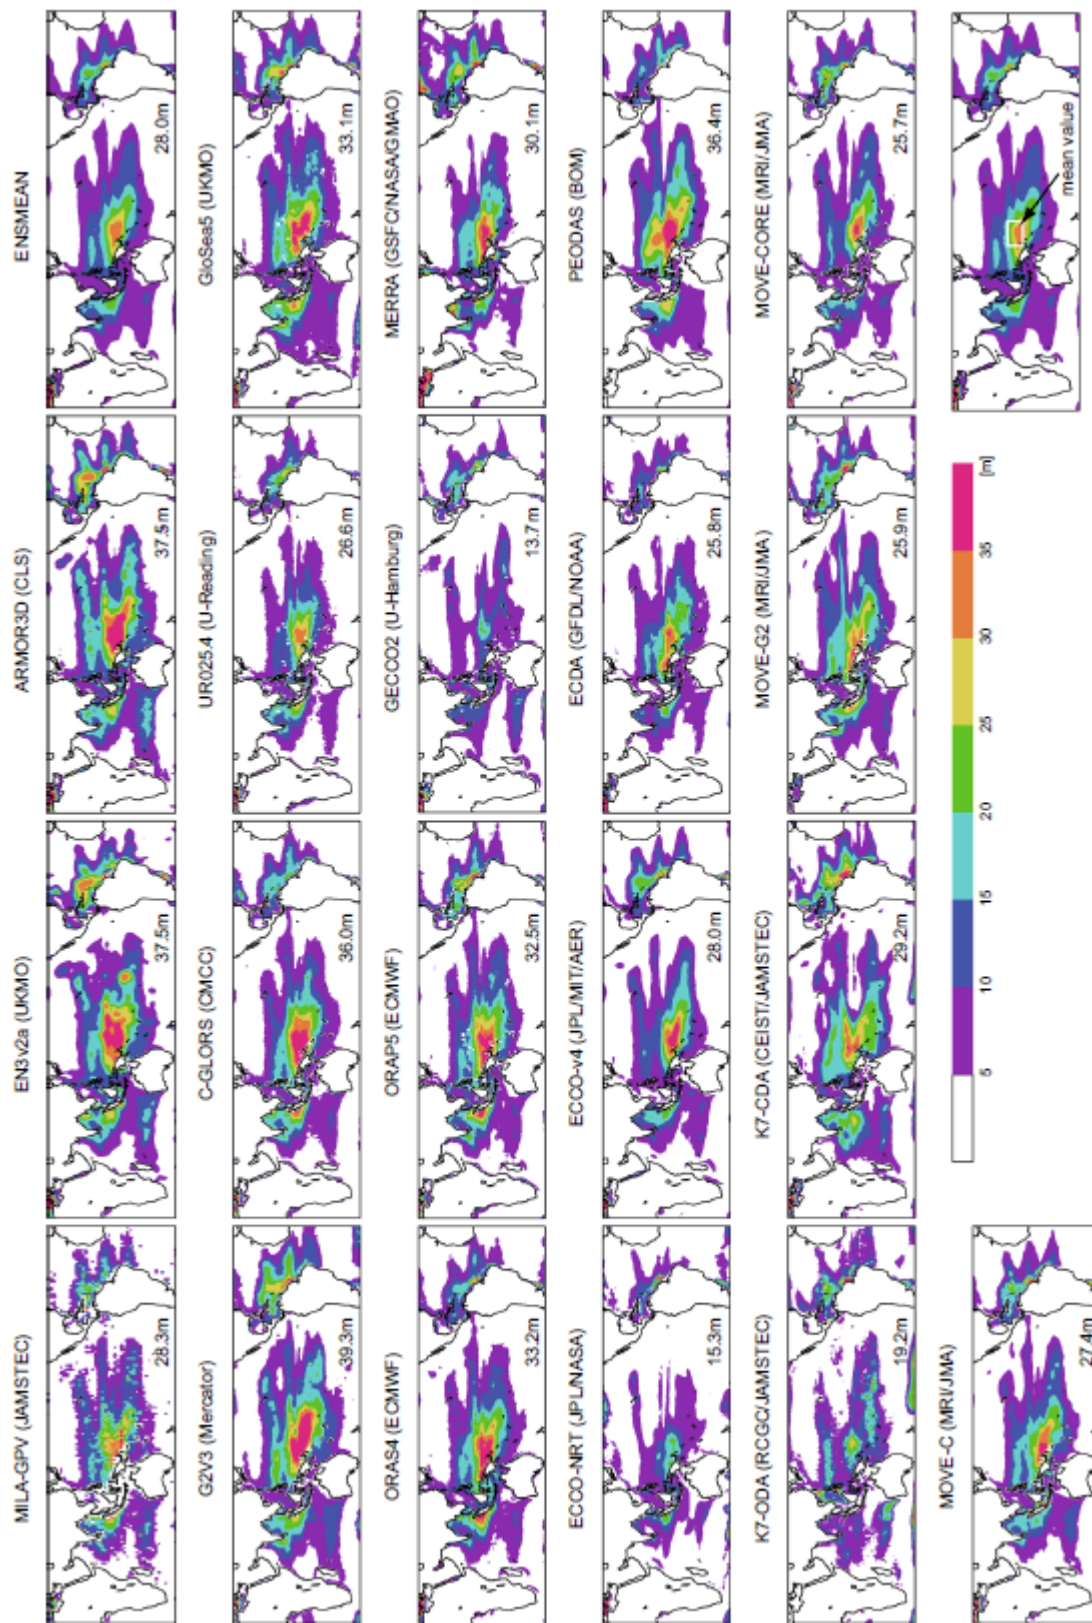 MILA-GPV (JAMSTEC)
EN3v2a (UKMO)
ARMOR3D (CLS)
ENSMEAN
28.3m
37.5m
37.5m
28.0m
G2V3 (Mercator)
C-GLORS (CMCC)
UR025.4 (U-Reading)
GloSea5 (UKMO)
39.3m
36.0m
26.6m
33.1m
ORAS4 (ECMWF)
ORAP5 (ECMWF)
GECCO2 (U-Hamburg)
MERRA (GSFC/NASA/GMAO)
33.2m
32.5m
13.7m
30.1m
ECCO-NRT (JPL/NASA)
ECCO-v4 (JPL/MIT/AER)
ECDA (GFDL/NOAA)
PEODAS (BOM)
15.3m
28.0m
25.8m
36.4m
K7-ODA (RCGC/JAMSTEC)
K7-CDA (CEIST/JAMSTEC)
MOVE-G2 (MRI/JMA)
MOVE-CORE (MRI/JMA)
19.2m
29.2m
25.9m
25.7m
MOVE-C (MRI/JMA)
27.4m
5 10 15 20 25 30 35 [m]
mean value